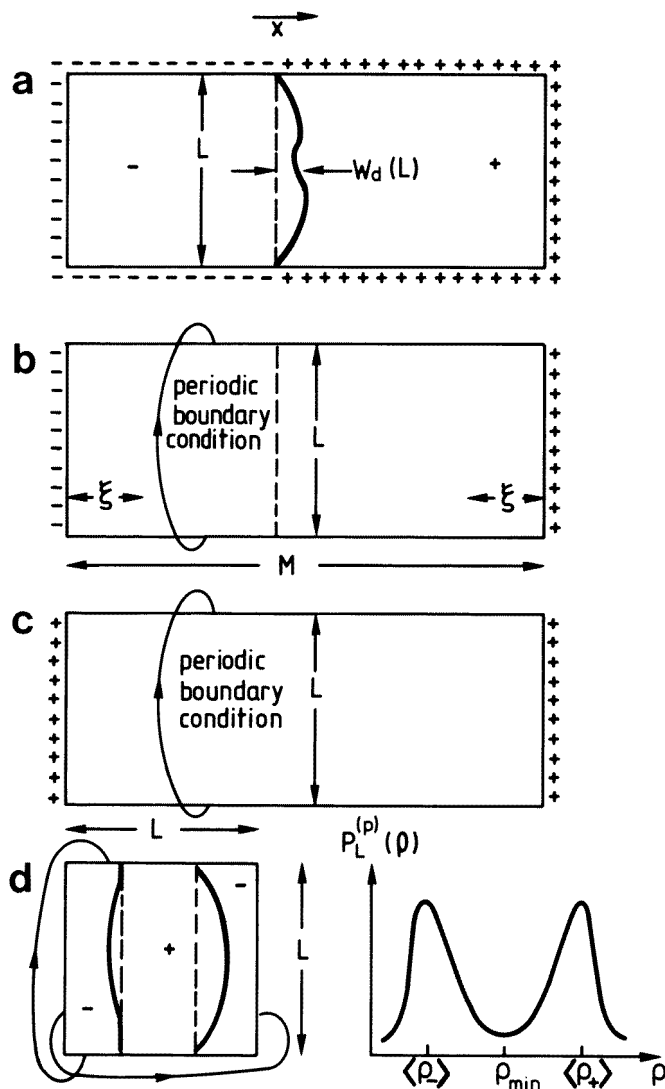 x
a
- - - - - - - - - - - - + + + + + + + + + + + + + +
L
-
W_d (L)
+
- - - - - - - - - - - - + + + + + + + + + + + + + +
b
periodic
boundary
condition
L
ξ
ξ
M
c
periodic
boundary
condition
L
d
L
P_L^(p) (ρ)
-
+
L
-
⟨ρ_-⟩
ρ_min
⟨ρ_+⟩
ρ